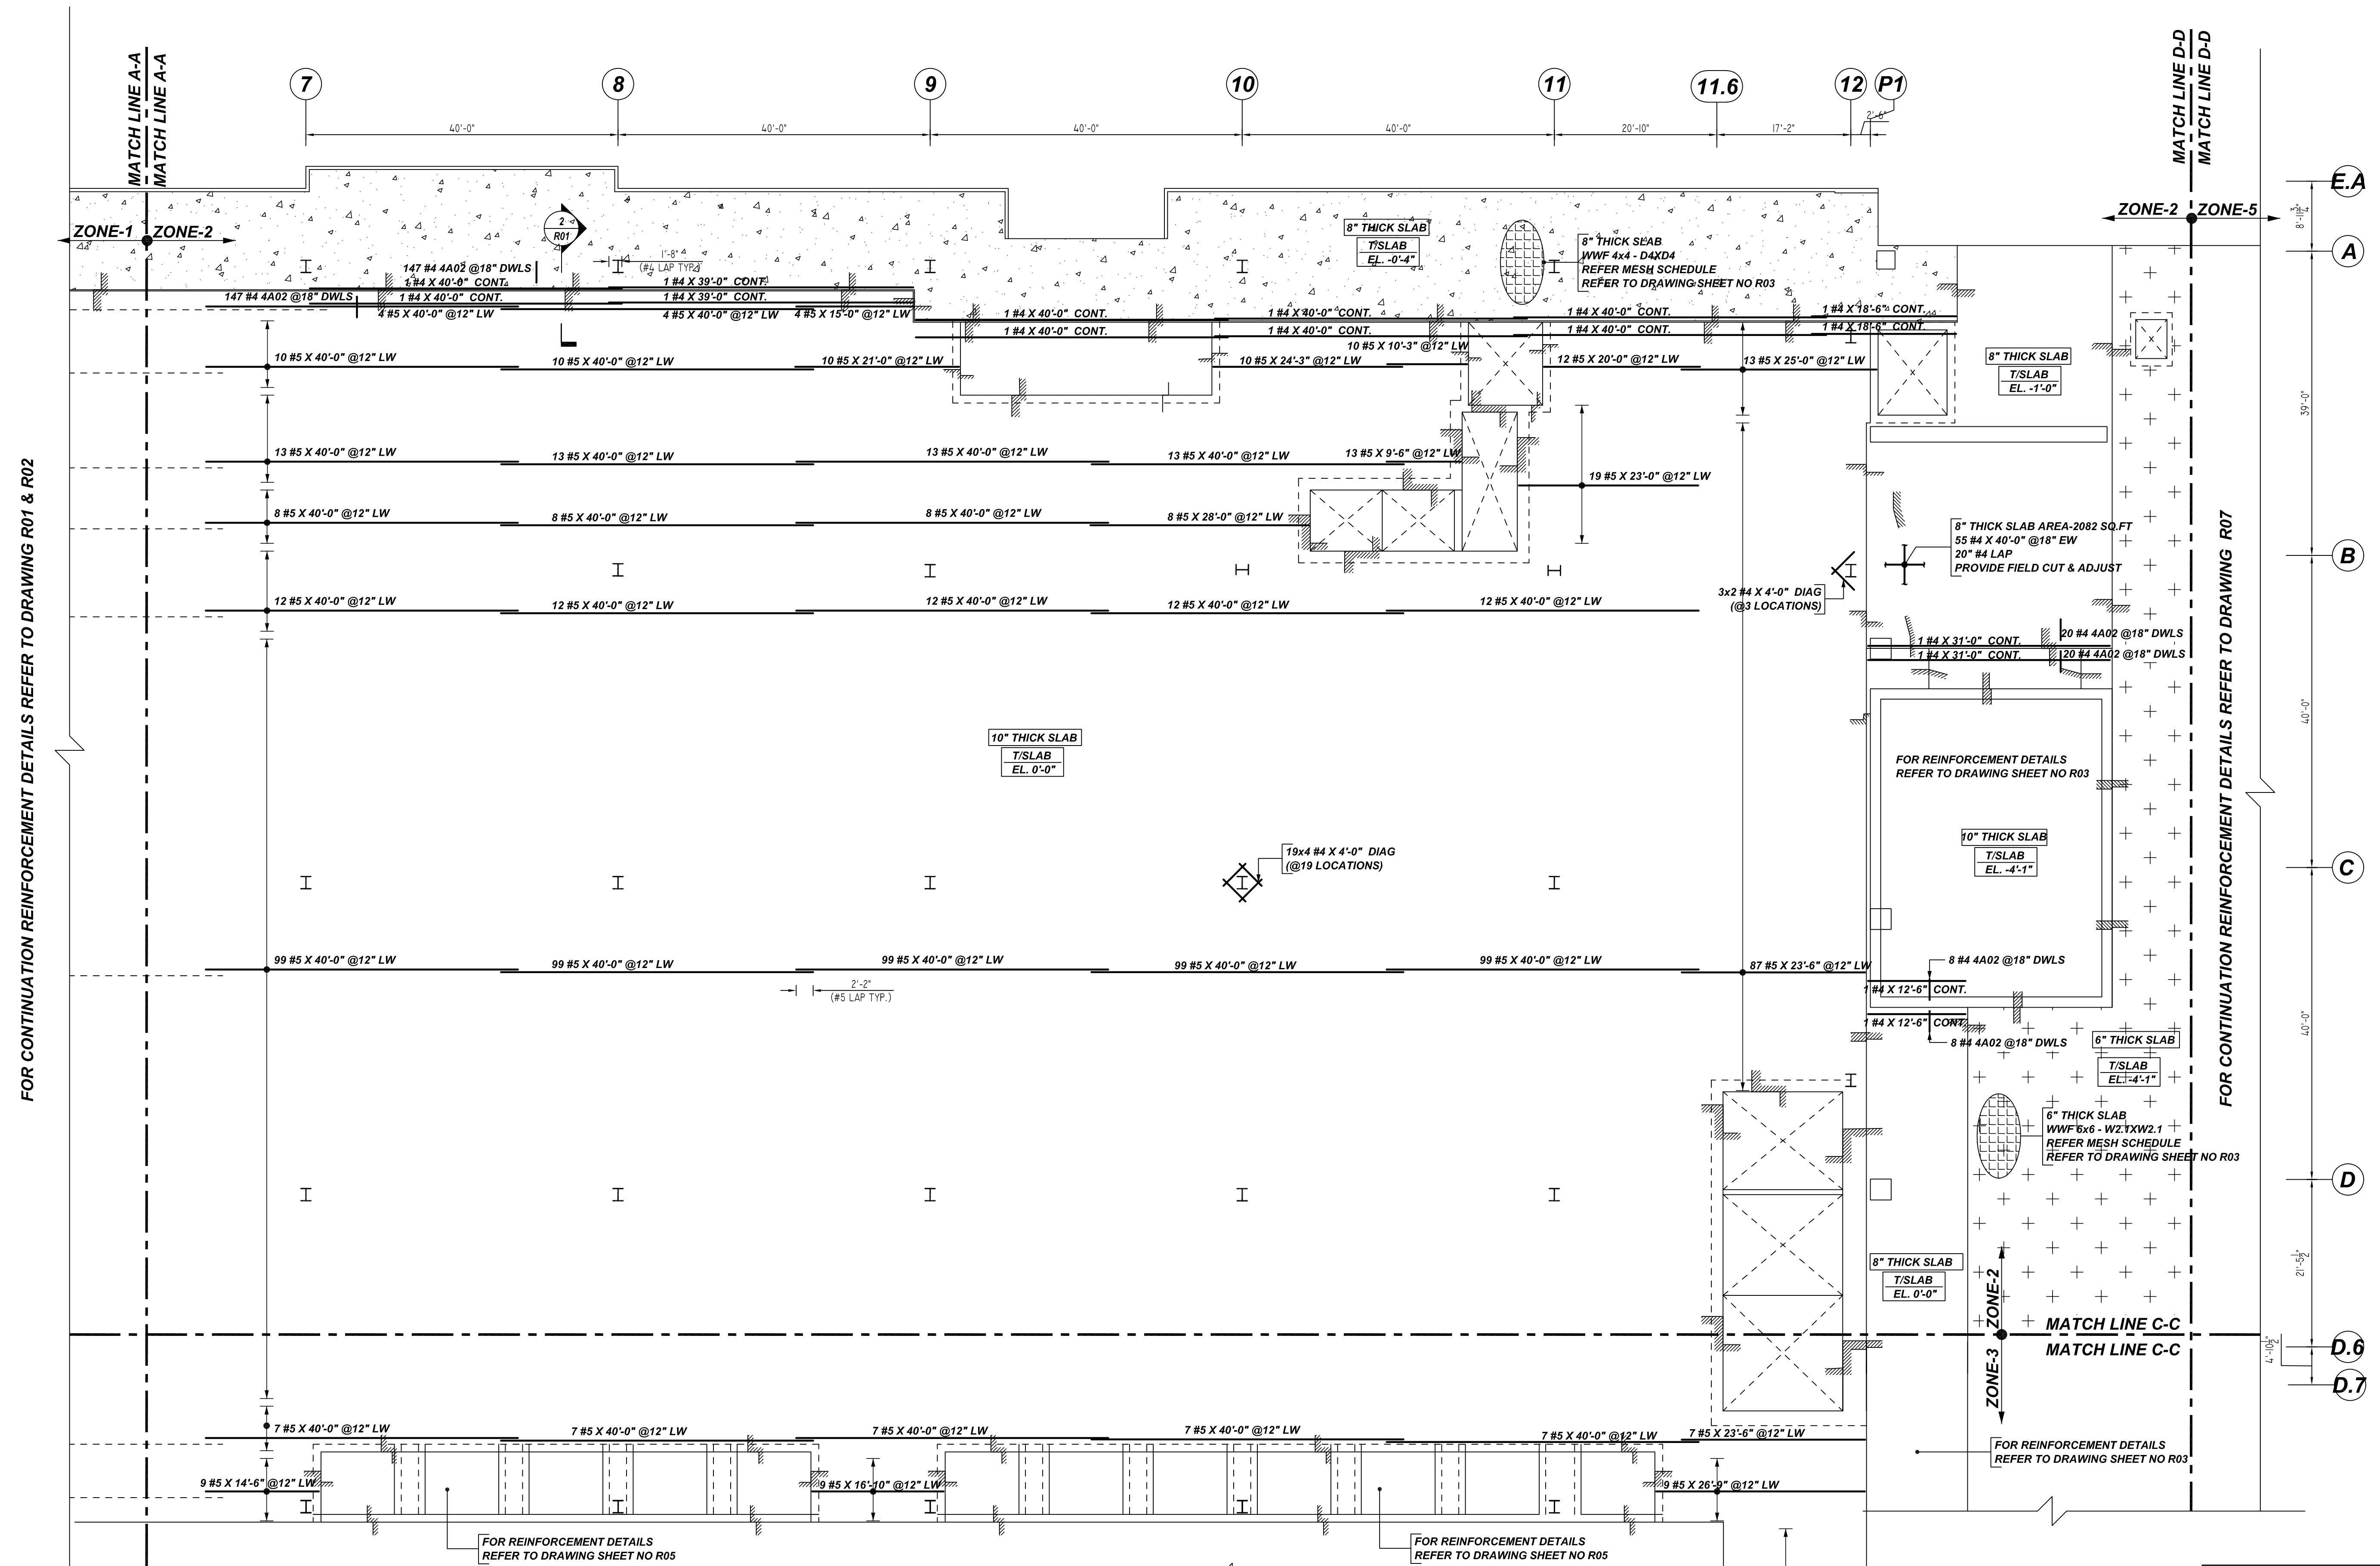 MATCH LINE A-A
MATCH LINE A-A
7
8
9
10
11
11.6
12
P1
MATCH LINE D-D
MATCH LINE D-D
40'-0"
40'-0"
40'-0"
40'-0"
20'-10"
17'-2"
2'-6"
E.A
8'-11¾"
ZONE-1
ZONE-2
2
R01
8" THICK SLAB
T/SLAB
EL. -0'-4"
8" THICK SLAB
WWF 4x4 - D4XD4
REFER MESH SCHEDULE
REFER TO DRAWING SHEET NO R03
ZONE-2
ZONE-5
A
1'-8"
(#4 LAP TYP.)
147 #4 4A02 @18" DWLS
1 #4 X 40'-0" CONT.
1 #4 X 39'-0" CONT.
147 #4 4A02 @18" DWLS
1 #4 X 40'-0" CONT.
1 #4 X 39'-0" CONT.
4 #5 X 40'-0" @12" LW
4 #5 X 40'-0" @12" LW
4 #5 X 15'-0" @12" LW
1 #4 X 40'-0" CONT.
1 #4 X 40'-0" CONT.
1 #4 X 40'-0" CONT.
1 #4 X 18'-6" CONT.
1 #4 X 40'-0" CONT.
1 #4 X 40'-0" CONT.
1 #4 X 40'-0" CONT.
1 #4 X 18'-6" CONT.
10 #5 X 40'-0" @12" LW
10 #5 X 40'-0" @12" LW
10 #5 X 21'-0" @12" LW
10 #5 X 24'-3" @12" LW
10 #5 X 10'-3" @12" LW
12 #5 X 20'-0" @12" LW
13 #5 X 25'-0" @12" LW
8" THICK SLAB
T/SLAB
EL. -1'-0"
39'-0"
13 #5 X 40'-0" @12" LW
13 #5 X 40'-0" @12" LW
13 #5 X 40'-0" @12" LW
13 #5 X 40'-0" @12" LW
13 #5 X 9'-6" @12" LW
19 #5 X 23'-0" @12" LW
8 #5 X 40'-0" @12" LW
8 #5 X 40'-0" @12" LW
8 #5 X 40'-0" @12" LW
8 #5 X 28'-0" @12" LW
8" THICK SLAB AREA-2082 SQ.FT
55 #4 X 40'-0" @18" EW
20" #4 LAP
PROVIDE FIELD CUT & ADJUST
B
3x2 #4 X 4'-0" DIAG
(@3 LOCATIONS)
12 #5 X 40'-0" @12" LW
12 #5 X 40'-0" @12" LW
12 #5 X 40'-0" @12" LW
12 #5 X 40'-0" @12" LW
12 #5 X 40'-0" @12" LW
1 #4 X 31'-0" CONT.
20 #4 4A02 @18" DWLS
1 #4 X 31'-0" CONT.
20 #4 4A02 @18" DWLS
FOR CONTINUATION REINFORCEMENT DETAILS REFER TO DRAWING R01 & R02
FOR CONTINUATION REINFORCEMENT DETAILS REFER TO DRAWING R07
40'-0"
10" THICK SLAB
T/SLAB
EL. 0'-0"
FOR REINFORCEMENT DETAILS
REFER TO DRAWING SHEET NO R03
10" THICK SLAB
T/SLAB
EL. -4'-1"
19x4 #4 X 4'-0" DIAG
(@19 LOCATIONS)
C
99 #5 X 40'-0" @12" LW
99 #5 X 40'-0" @12" LW
99 #5 X 40'-0" @12" LW
99 #5 X 40'-0" @12" LW
99 #5 X 40'-0" @12" LW
87 #5 X 23'-6" @12" LW
8 #4 4A02 @18" DWLS
1 #4 X 12'-6" CONT.
2'-2"
(#5 LAP TYP.)
1 #4 X 12'-6" CONT.
8 #4 4A02 @18" DWLS
40'-0"
6" THICK SLAB
T/SLAB
EL. -4'-1"
6" THICK SLAB
WWF 6x6 - W2.1XW2.1
REFER MESH SCHEDULE
REFER TO DRAWING SHEET NO R03
D
8" THICK SLAB
T/SLAB
EL. 0'-0"
21'-5½"
ZONE-2
ZONE-3
MATCH LINE C-C
MATCH LINE C-C
4'-10½"
D.6
D.7
7 #5 X 40'-0" @12" LW
7 #5 X 40'-0" @12" LW
7 #5 X 40'-0" @12" LW
7 #5 X 40'-0" @12" LW
7 #5 X 40'-0" @12" LW
7 #5 X 23'-6" @12" LW
FOR REINFORCEMENT DETAILS
REFER TO DRAWING SHEET NO R03
9 #5 X 14'-6" @12" LW
9 #5 X 16'-10" @12" LW
9 #5 X 26'-9" @12" LW
FOR REINFORCEMENT DETAILS
REFER TO DRAWING SHEET NO R05
FOR REINFORCEMENT DETAILS
REFER TO DRAWING SHEET NO R05